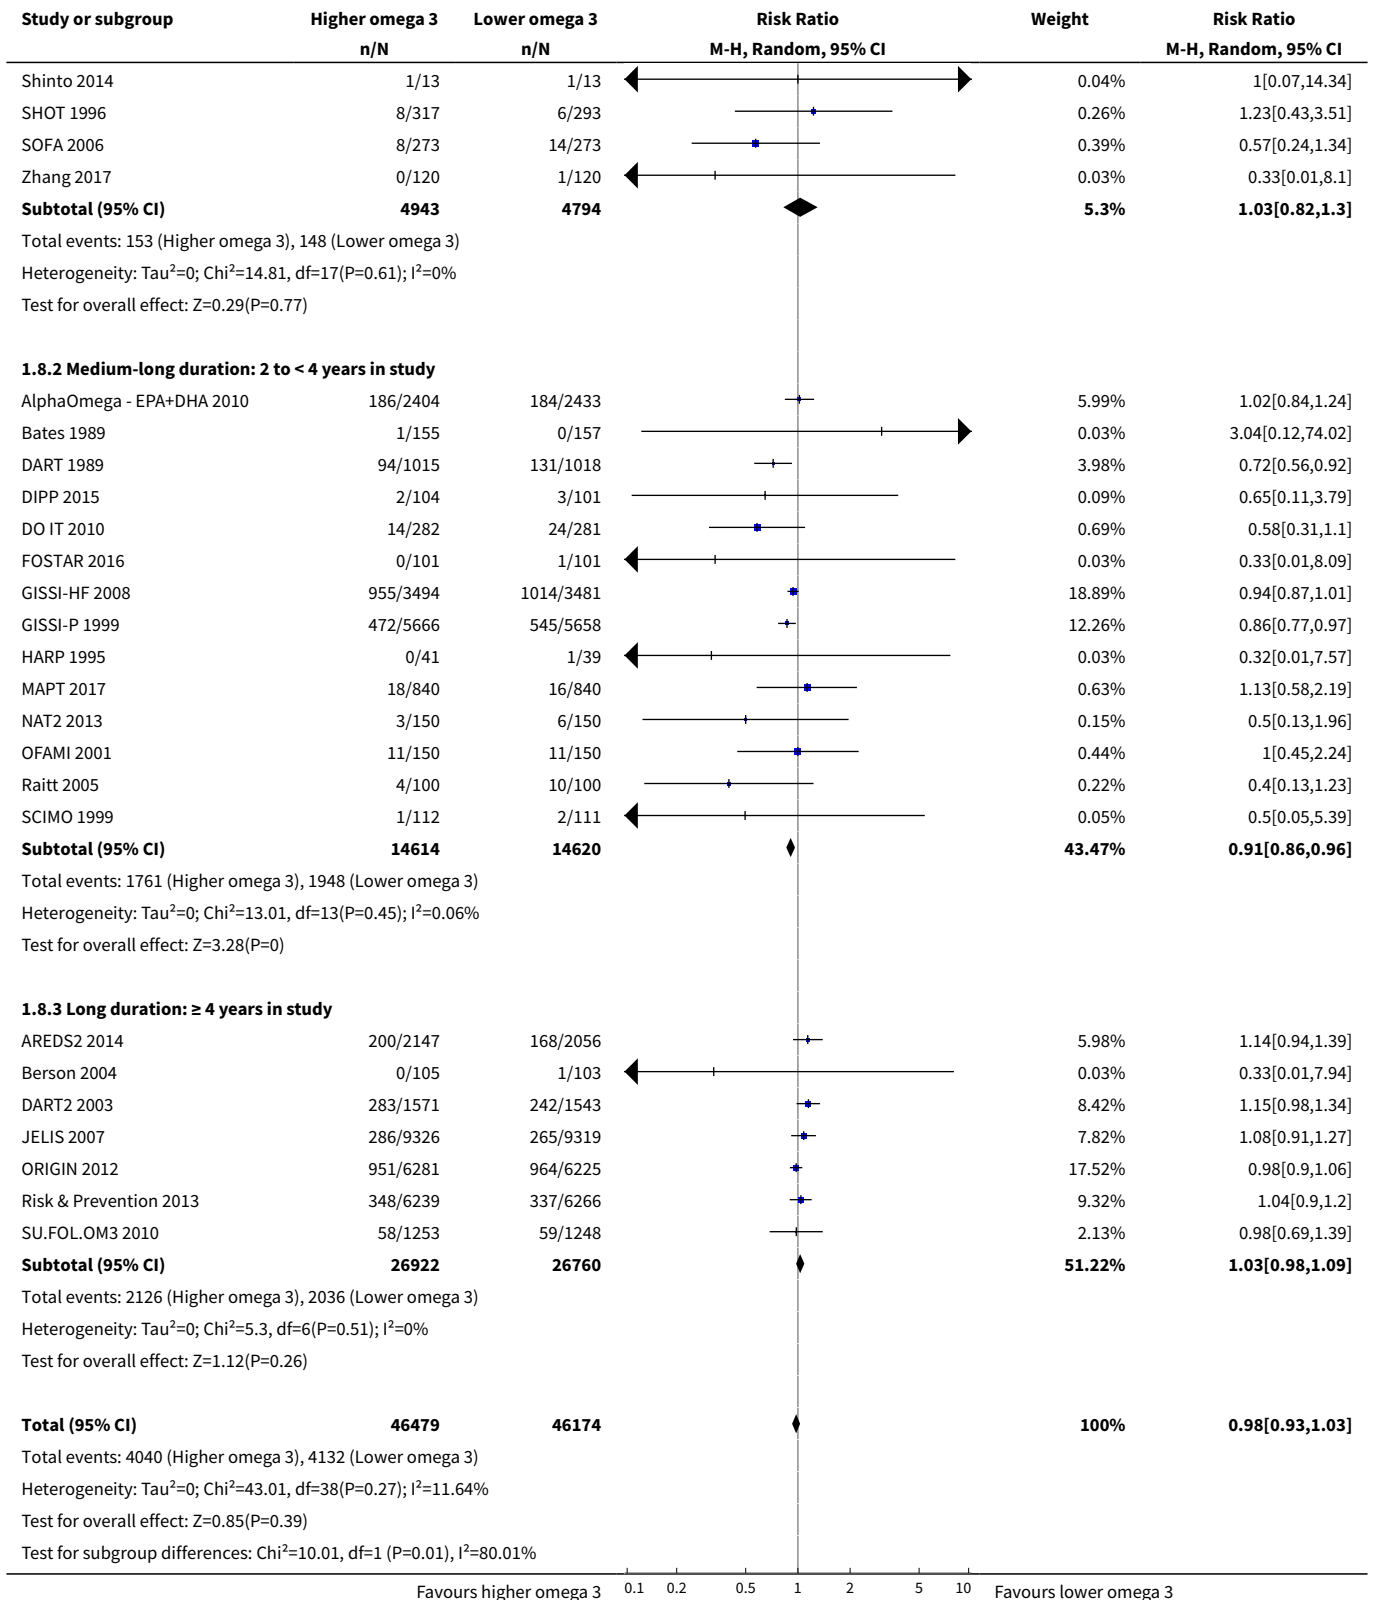 Study or subgroup Higher omega 3 Lower omega 3 Risk Ratio Weight Risk Ratio
n/N n/N M-H, Random, 95% CI M-H, Random, 95% CI
Shinto 2014 1/13 1/13 0.04% 1[0.07,14.34]
SHOT 1996 8/317 6/293 0.26% 1.23[0.43,3.51]
SOFA 2006 8/273 14/273 0.39% 0.57[0.24,1.34]
Zhang 2017 0/120 1/120 0.03% 0.33[0.01,8.1]
Subtotal (95% CI) 4943 4794 5.3% 1.03[0.82,1.3]
Total events: 153 (Higher omega 3), 148 (Lower omega 3)
Heterogeneity: Tau²=0; Chi²=14.81, df=17(P=0.61); I²=0%
Test for overall effect: Z=0.29(P=0.77)
1.8.2 Medium-long duration: 2 to < 4 years in study
AlphaOmega - EPA+DHA 2010 186/2404 184/2433 5.99% 1.02[0.84,1.24]
Bates 1989 1/155 0/157 0.03% 3.04[0.12,74.02]
DART 1989 94/1015 131/1018 3.98% 0.72[0.56,0.92]
DIPP 2015 2/104 3/101 0.09% 0.65[0.11,3.79]
DO IT 2010 14/282 24/281 0.69% 0.58[0.31,1.1]
FOSTAR 2016 0/101 1/101 0.03% 0.33[0.01,8.09]
GISSI-HF 2008 955/3494 1014/3481 18.89% 0.94[0.87,1.01]
GISSI-P 1999 472/5666 545/5658 12.26% 0.86[0.77,0.97]
HARP 1995 0/41 1/39 0.03% 0.32[0.01,7.57]
MAPT 2017 18/840 16/840 0.63% 1.13[0.58,2.19]
NAT2 2013 3/150 6/150 0.15% 0.5[0.13,1.96]
OFAMI 2001 11/150 11/150 0.44% 1[0.45,2.24]
Raitt 2005 4/100 10/100 0.22% 0.4[0.13,1.23]
SCIMO 1999 1/112 2/111 0.05% 0.5[0.05,5.39]
Subtotal (95% CI) 14614 14620 43.47% 0.91[0.86,0.96]
Total events: 1761 (Higher omega 3), 1948 (Lower omega 3)
Heterogeneity: Tau²=0; Chi²=13.01, df=13(P=0.45); I²=0.06%
Test for overall effect: Z=3.28(P=0)
1.8.3 Long duration: ≥ 4 years in study
AREDS2 2014 200/2147 168/2056 5.98% 1.14[0.94,1.39]
Berson 2004 0/105 1/103 0.03% 0.33[0.01,7.94]
DART2 2003 283/1571 242/1543 8.42% 1.15[0.98,1.34]
JELIS 2007 286/9326 265/9319 7.82% 1.08[0.91,1.27]
ORIGIN 2012 951/6281 964/6225 17.52% 0.98[0.9,1.06]
Risk & Prevention 2013 348/6239 337/6266 9.32% 1.04[0.9,1.2]
SU.FOL.OM3 2010 58/1253 59/1248 2.13% 0.98[0.69,1.39]
Subtotal (95% CI) 26922 26760 51.22% 1.03[0.98,1.09]
Total events: 2126 (Higher omega 3), 2036 (Lower omega 3)
Heterogeneity: Tau²=0; Chi²=5.3, df=6(P=0.51); I²=0%
Test for overall effect: Z=1.12(P=0.26)
Total (95% CI) 46479 46174 100% 0.98[0.93,1.03]
Total events: 4040 (Higher omega 3), 4132 (Lower omega 3)
Heterogeneity: Tau²=0; Chi²=43.01, df=38(P=0.27); I²=11.64%
Test for overall effect: Z=0.85(P=0.39)
Test for subgroup differences: Chi²=10.01, df=1 (P=0.01), I²=80.01%
Favours higher omega 3 0.1 0.2 0.5 1 2 5 10 Favours lower omega 3